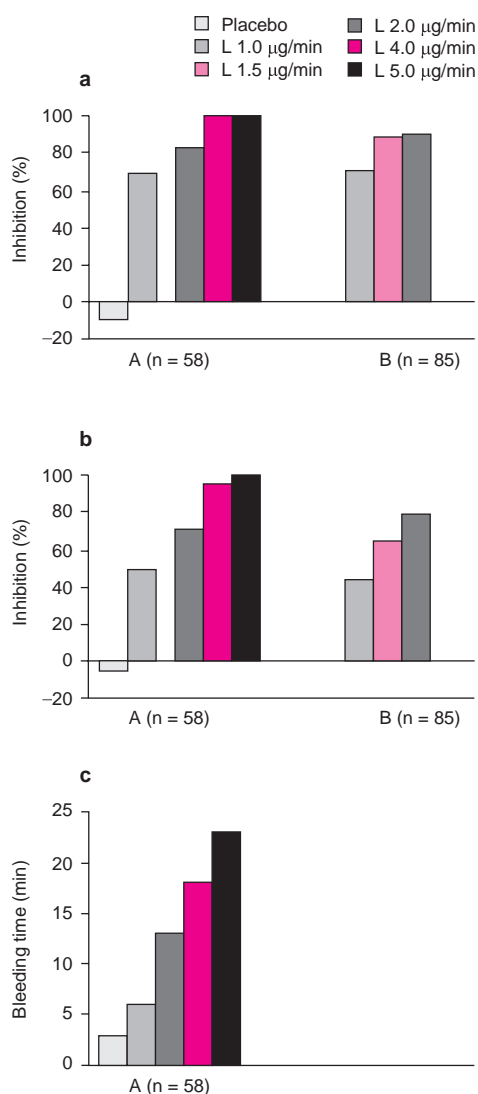 Placebo
L 1.0 μg/min
L 1.5 μg/min
L 2.0 μg/min
L 4.0 μg/min
L 5.0 μg/min
a
Inhibition (%)
100
80
60
40
20
0
–20
A (n = 58)
B (n = 85)
b
Inhibition (%)
100
80
60
40
20
0
–20
A (n = 58)
B (n = 85)
c
Bleeding time (min)
25
20
15
10
5
0
A (n = 58)